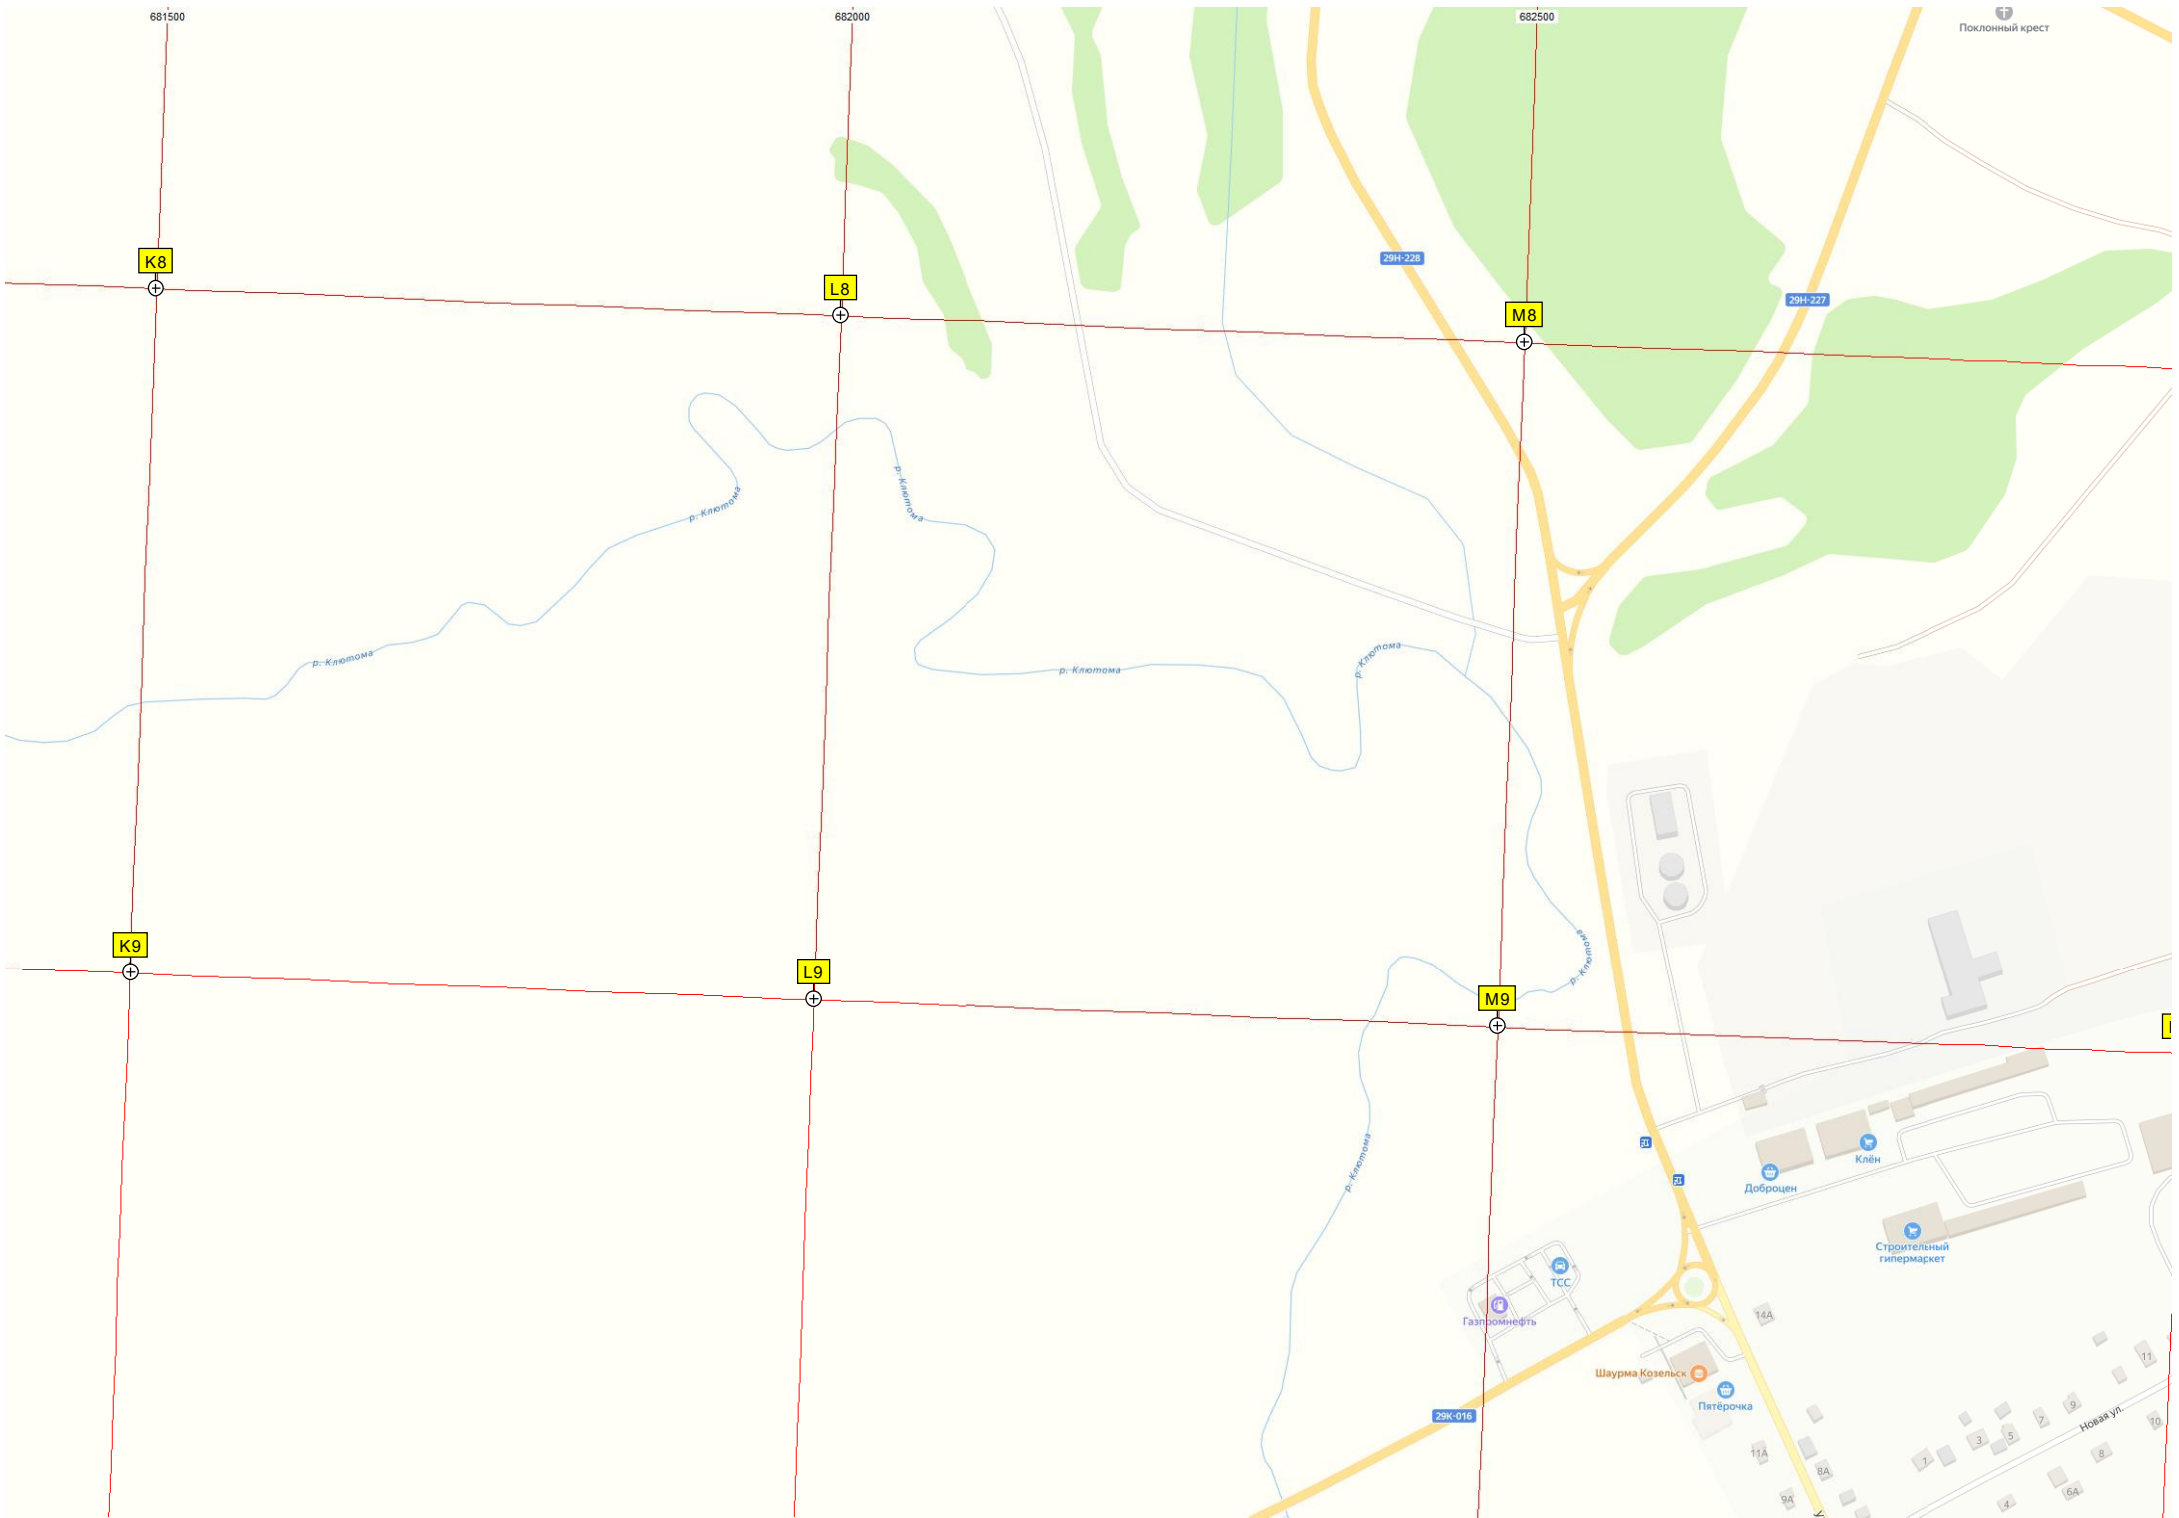 681500
682000
682500
Поклонный крест
K8
L8
M8
29Н-228
29Н-227
р. Клютома
р. Клютома
р. Клютома
р. Клютома
р. Клютома
K9
L9
M9
р. Клютома
р. Клютома
Клён
Доброцен
Строительный
гипермаркет
ТСС
Газпромнефть
14А
Шаурма Козельск
Пятёрочка
29К-016
11
Новая ул.
9
7
10
5
3
8
1
11А
8А
6А
9А
4